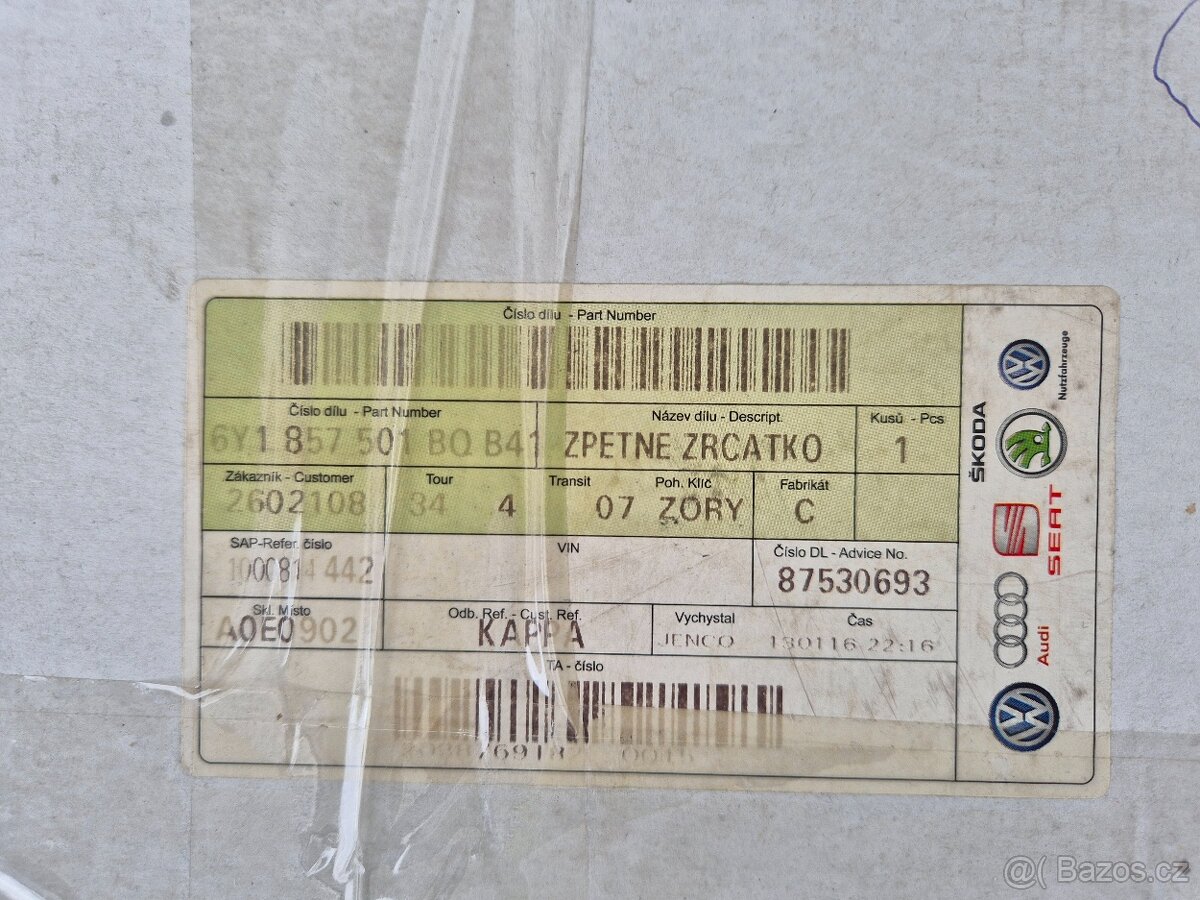 Číslo dílu - Part Number
Číslo dílu - Part Number Název dílu - Descript. Kusů - Pcs
6Y1 857 501 BQ B41 ZPETNE ZRCATKO 1
Zákazník - Customer Tour Transit Poh. Klíč Fabrikát
2602108 34 4 07 ZORY C
SAP-Refer. číslo VIN Číslo DL - Advice No.
1000814 442 87530693
Skl. Místo Odb. Ref. - Cust. Ref. Vychystal Čas
A0E0902 KAPPA JENCO 130116 22:16
TA - číslo
Nutzfahrzeuge
ŠKODA
SEAT
Audi
@( Bazos.cz